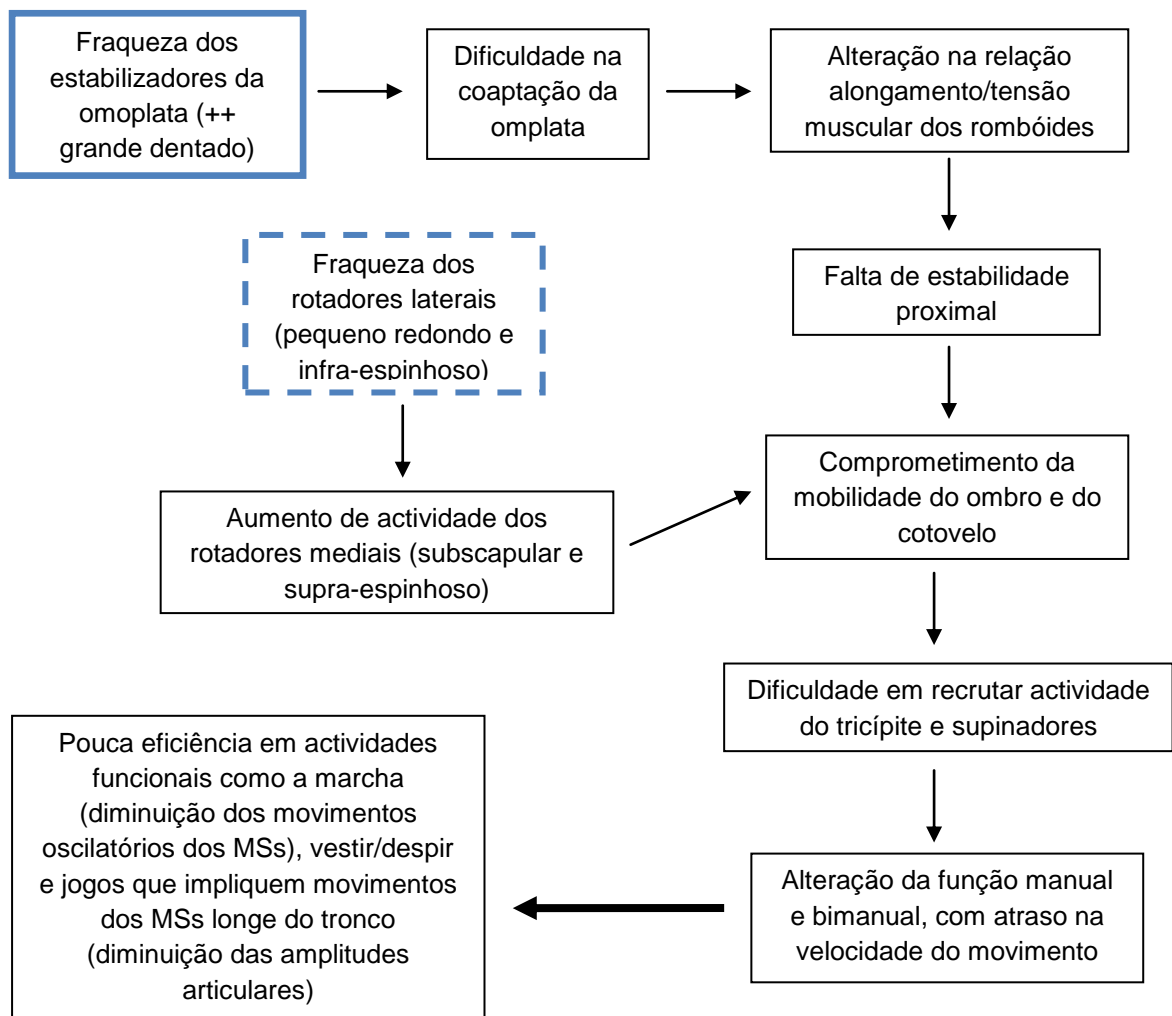 Fraqueza dos
estabilizadores da
omoplata (++
grande dentado)
Dificuldade na
coaptação da
omplata
Alteração na relação
alongamento/tensão
muscular dos rombóides
Fraqueza dos
rotadores laterais
(pequeno redondo e
infra-espinhoso)
Falta de estabilidade
proximal
Aumento de actividade dos
rotadores mediais (subscapular e
supra-espinhoso)
Comprometimento da
mobilidade do ombro e do
cotovelo
Dificuldade em recrutar actividade
do tricípite e supinadores
Pouca eficiência em actividades
funcionais como a marcha
(diminuição dos movimentos
oscilatórios dos MSs), vestir/despir
e jogos que impliquem movimentos
dos MSs longe do tronco
(diminuição das amplitudes
articulares)
Alteração da função manual
e bimanual, com atraso na
velocidade do movimento